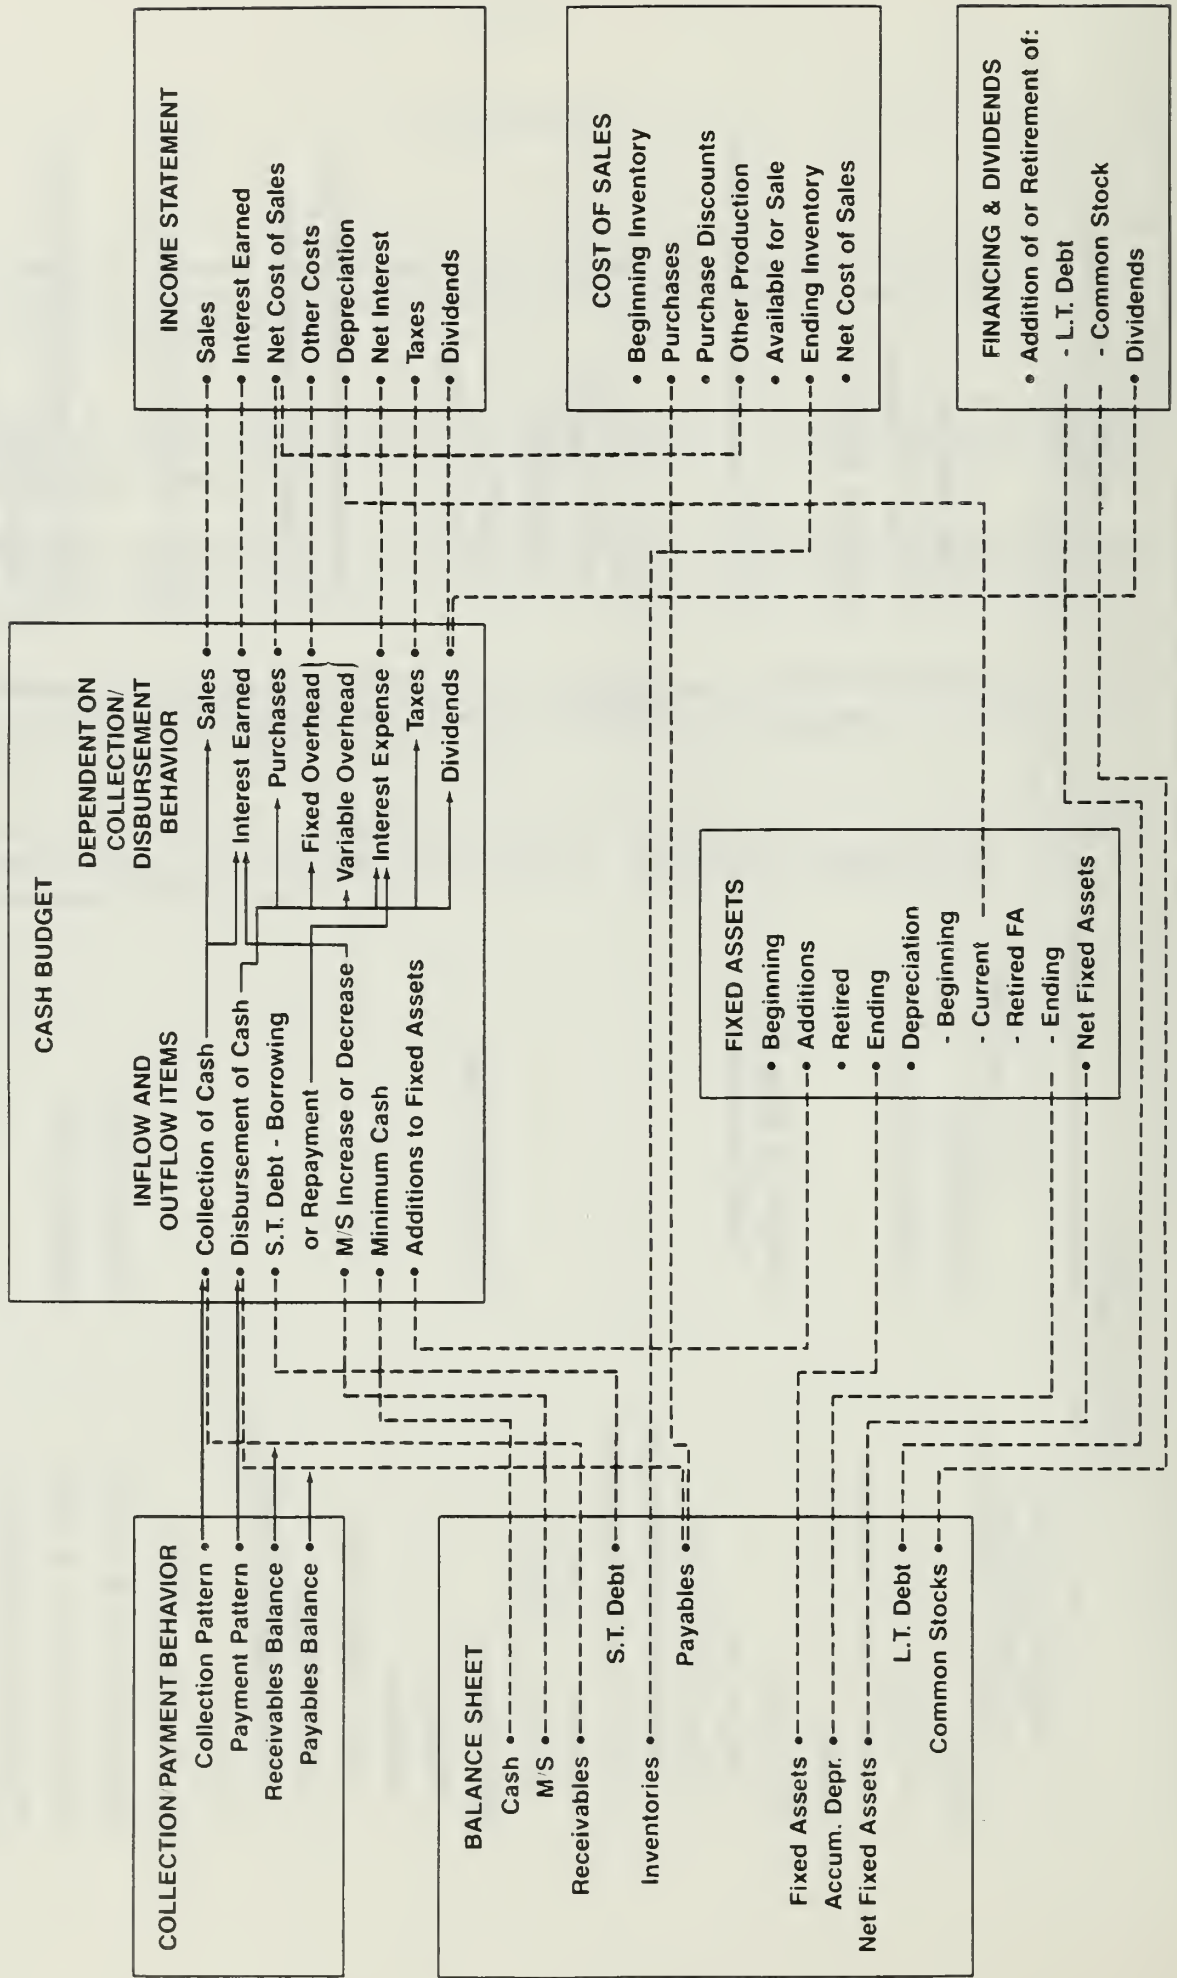 COLLECTION/PAYMENT BEHAVIOR
Collection Pattern •
Payment Pattern •
Receivables Balance •
Payables Balance •
CASH BUDGET
INFLOW AND
OUTFLOW ITEMS
• Collection of Cash
• Disbursement of Cash
• S.T. Debt - Borrowing
or Repayment
• M/S Increase or Decrease
• Minimum Cash
• Additions to Fixed Assets
DEPENDENT ON
COLLECTION/
DISBURSEMENT
BEHAVIOR
Sales •
Interest Earned •
Purchases •
Fixed Overhead
Variable Overhead
Interest Expense •
Taxes •
Dividends •
INCOME STATEMENT
• Sales
• Interest Earned
• Net Cost of Sales
• Other Costs
• Depreciation
• Net Interest
• Taxes
• Dividends
BALANCE SHEET
Cash •
M/S •
Receivables •
S.T. Debt •
Inventories •
Payables •
Fixed Assets •
Accum. Depr. •
Net Fixed Assets •
L.T. Debt •
Common Stocks •
FIXED ASSETS
• Beginning
• Additions
• Retired
• Ending
• Depreciation
- Beginning
- Current
- Retired FA
- Ending
• Net Fixed Assets
COST OF SALES
• Beginning Inventory
• Purchases
• Purchase Discounts
• Other Production
• Available for Sale
• Ending Inventory
• Net Cost of Sales
FINANCING & DIVIDENDS
• Addition of or Retirement of:
- L.T. Debt
- Common Stock
• Dividends